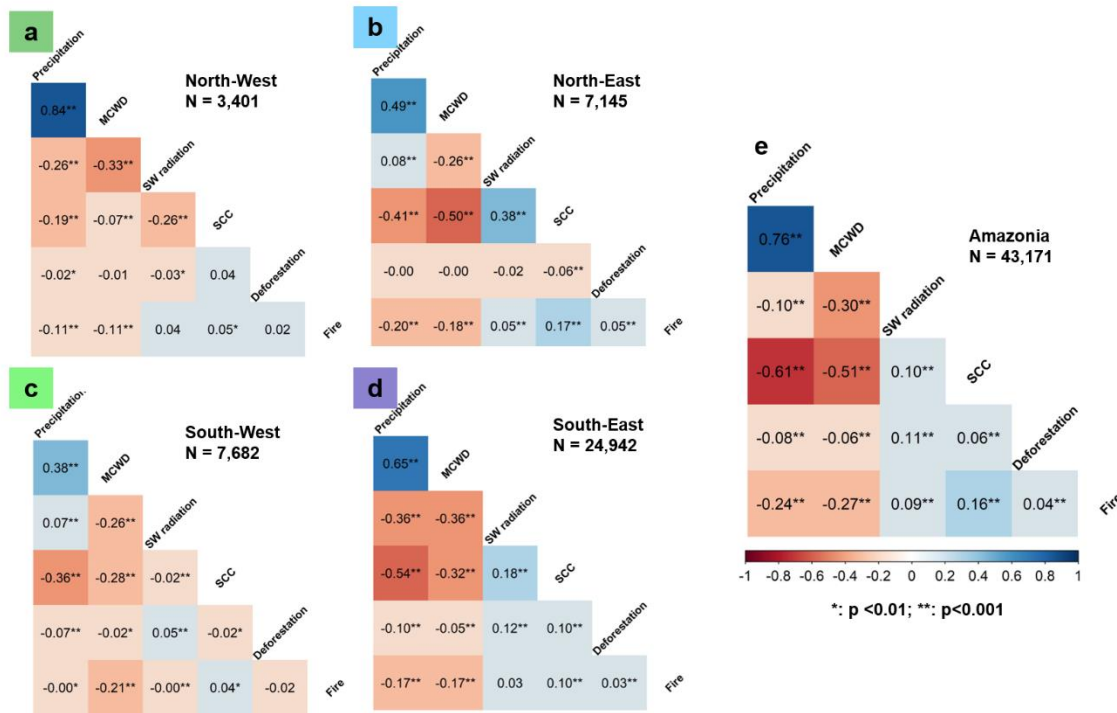 a
North-West
N = 3,401
Precipitation
0.84** MCWD
-0.26** -0.33** SW radiation
-0.19** -0.07** -0.26** SCC
-0.02* -0.01 -0.03* 0.04 Deforestation
-0.11** -0.11** 0.04 0.05* 0.02 Fire
b
North-East
N = 7,145
Precipitation
0.49** MCWD
0.08** -0.26** SW radiation
-0.41** -0.50** 0.38** SCC
-0.00 -0.00 -0.02 -0.06** Deforestation
-0.20** -0.18** 0.05** 0.17** 0.05** Fire
c
South-West
N = 7,682
Precipitation
0.38** MCWD
0.07** -0.26** SW radiation
-0.36** -0.28** -0.02** SCC
-0.07** -0.02* 0.05** -0.02* Deforestation
-0.00* -0.21** -0.00** 0.04* -0.02 Fire
d
South-East
N = 24,942
Precipitation
0.65** MCWD
-0.36** -0.36** SW radiation
-0.54** -0.32** 0.18** SCC
-0.10** -0.05** 0.12** 0.10** Deforestation
-0.17** -0.17** 0.03 0.10** 0.03** Fire
e
Amazonia
N = 43,171
Precipitation
0.76** MCWD
-0.10** -0.30** SW radiation
-0.61** -0.51** 0.10** SCC
-0.08** -0.06** 0.11** 0.06** Deforestation
-0.24** -0.27** 0.09** 0.16** 0.04** Fire
-1 -0.8 -0.6 -0.4 -0.2 0 0.2 0.4 0.6 0.8 1
*: p <0.01; **: p<0.001